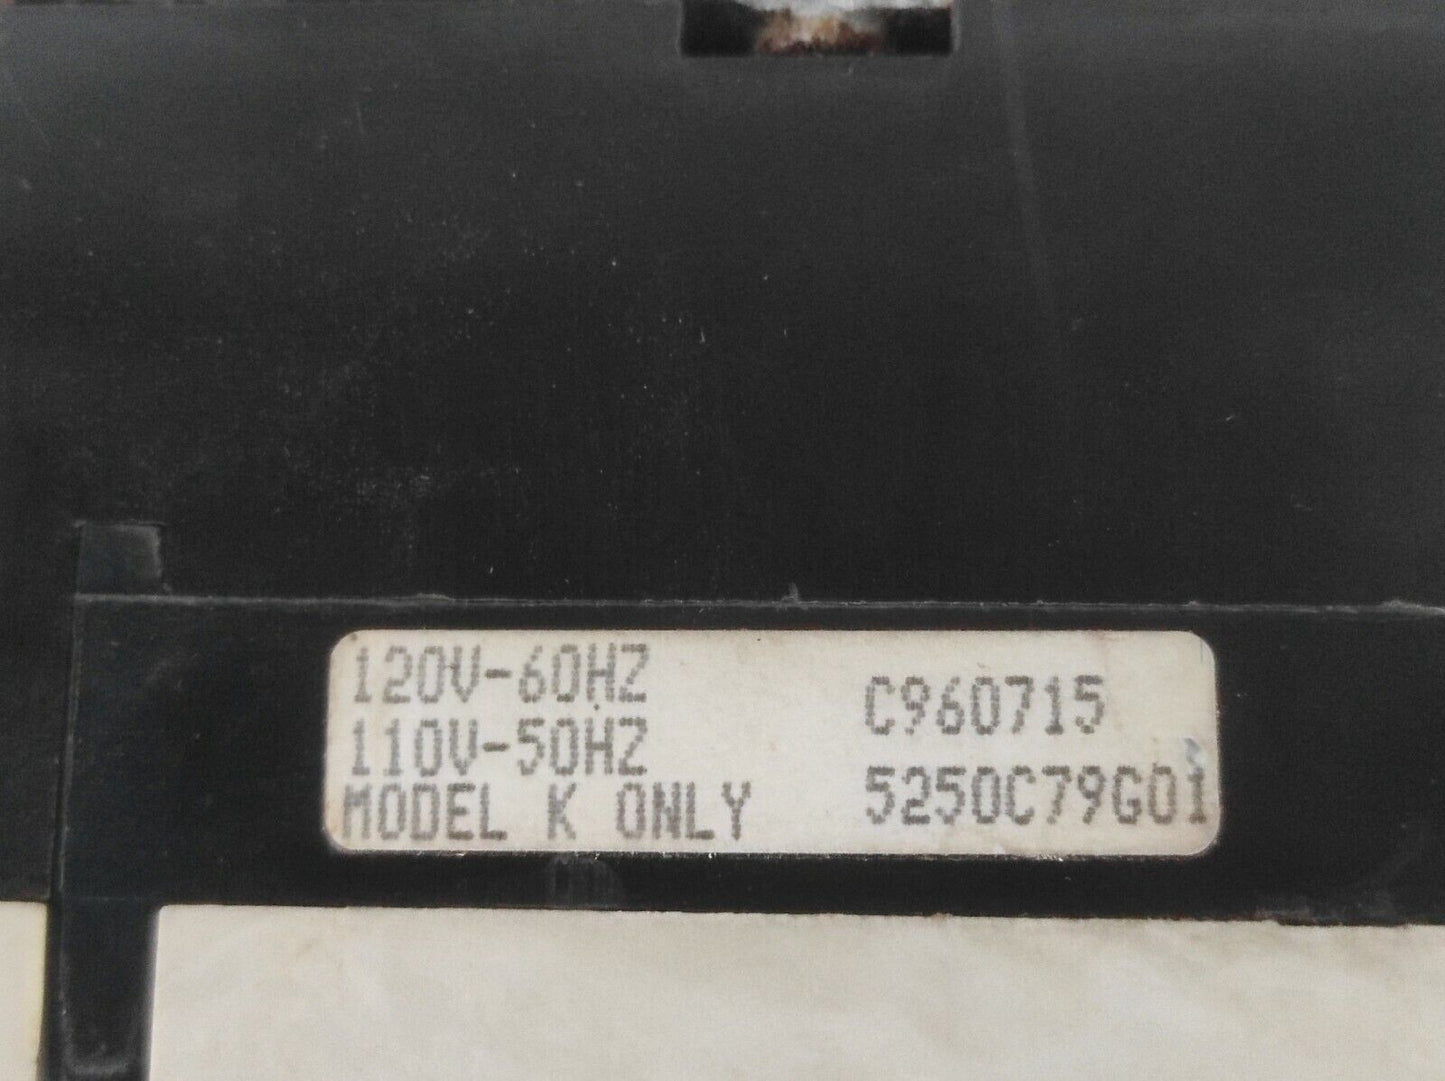 120V-60HZ
110V-50HZ
MODEL K ONLY
C960715
5250C79G01